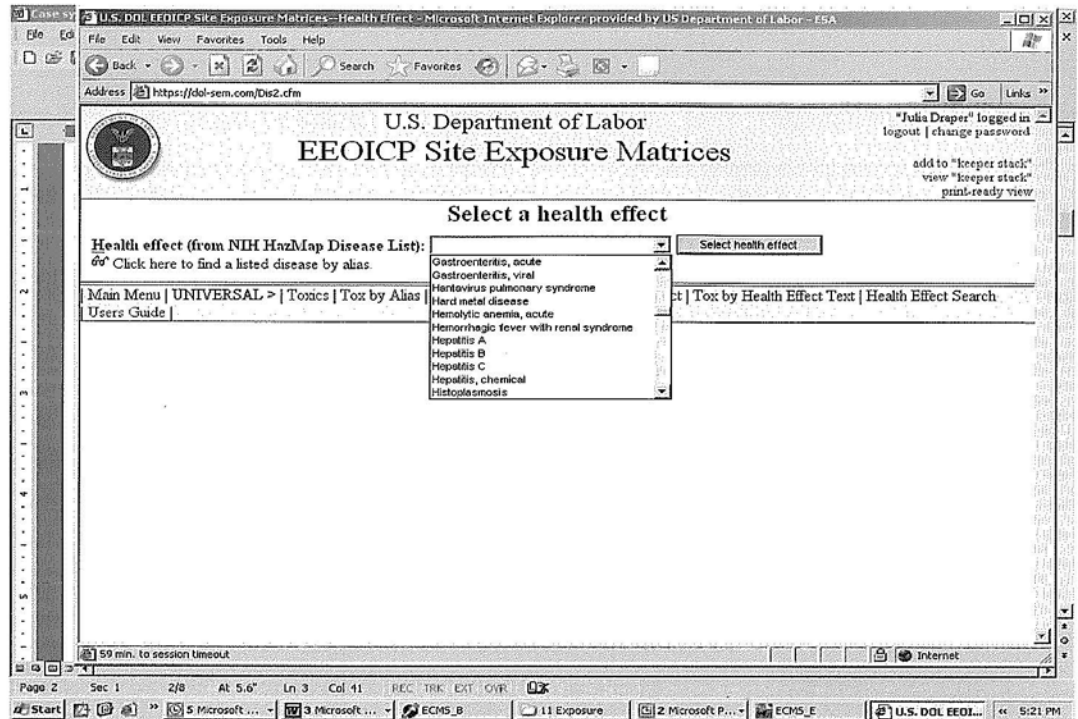 Case sy
U.S. DOL EEOICP Site Exposure Matrices--Health Effect - Microsoft Internet Explorer provided by US Department of Labor - ESA
File Edi
File Edit View Favorites Tools Help
Back Search Favorites
Address https://dol-sem.com/Dis2.cfm Go Links »
U.S. Department of Labor
EEOICP Site Exposure Matrices
"Julia Draper" logged in
logout | change password
add to "keeper stack"
view "keeper stack"
print-ready view
Select a health effect
Health effect (from NIH HazMap Disease List): Select health effect
Click here to find a listed disease by alias.
Gastroenteritis, acute
Gastroenteritis, viral
Hantavirus pulmonary syndrome
Hard metal disease
Hemolytic anemia, acute
Hemorrhagic fever with renal syndrome
Hepatitis A
Hepatitis B
Hepatitis C
Hepatitis, chemical
Histoplasmosis
| Main Menu | UNIVERSAL > | Toxics | Tox by Alias | ct | Tox by Health Effect Text | Health Effect Search
| Users Guide |
59 min. to session timeout Internet
Page 2 Sec 1 2/8 At 5.6" Ln 3 Col 41 REC TRK EXT OVR
Start » 5 Microsoft ... 3 Microsoft ... ECMS_B 11 Exposure 2 Microsoft P... ECMS_E U.S. DOL EEOI... « 5:21 PM